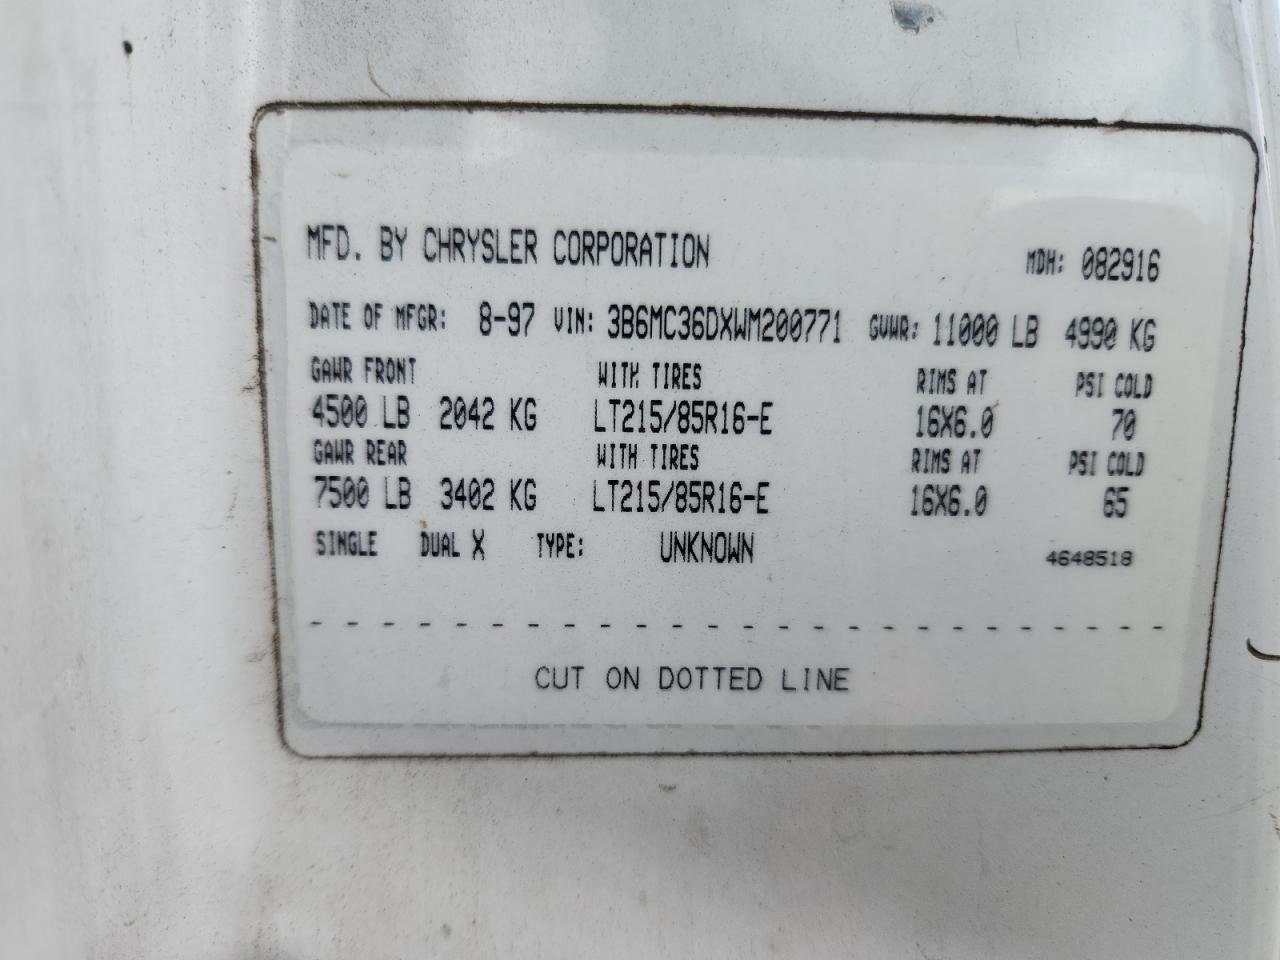 MFD. BY CHRYSLER CORPORATION MDH: 082916
DATE OF MFGR: 8-97 VIN: 3B6MC36DXWM200771 GVWR: 11000 LB 4990 KG
GAWR FRONT WITH TIRES RIMS AT PSI COLD
4500 LB 2042 KG LT215/85R16-E 16X6.0 70
GAWR REAR WITH TIRES RIMS AT PSI COLD
7500 LB 3402 KG LT215/85R16-E 16X6.0 65
SINGLE DUAL X TYPE: UNKNOWN 4648518
CUT ON DOTTED LINE